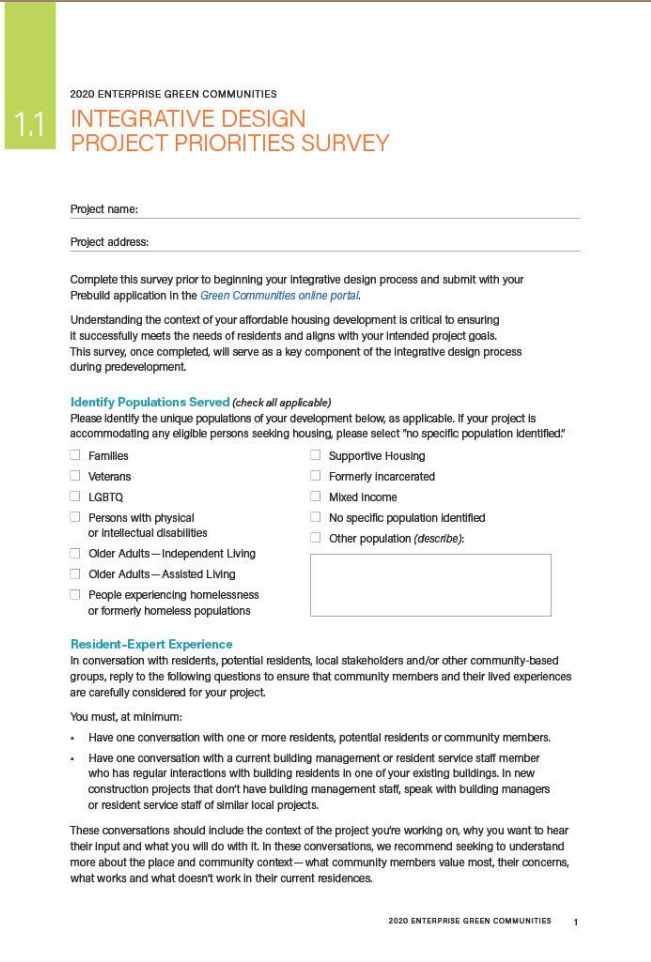 2020 ENTERPRISE GREEN COMMUNITIES
1.1
INTEGRATIVE DESIGN
PROJECT PRIORITIES SURVEY
Project name:
Project address:
Complete this survey prior to beginning your integrative design process and submit with your
Prebuild application in the Green Communities online portal.
Understanding the context of your affordable housing development is critical to ensuring
it successfully meets the needs of residents and aligns with your intended project goals.
This survey, once completed, will serve as a key component of the integrative design process
during predevelopment.
Identify Populations Served (check all applicable)
Please identify the unique populations of your development below, as applicable. If your project is
accommodating any eligible persons seeking housing, please select "no specific population identified."
Families
Veterans
LGBTQ
Persons with physical
or intellectual disabilities
Older Adults—Independent Living
Older Adults—Assisted Living
People experiencing homelessness
or formerly homeless populations
Supportive Housing
Formerly incarcerated
Mixed income
No specific population identified
Other population (describe):
Resident-Expert Experience
In conversation with residents, potential residents, local stakeholders and/or other community-based
groups, reply to the following questions to ensure that community members and their lived experiences
are carefully considered for your project.
You must, at minimum:
• Have one conversation with one or more residents, potential residents or community members.
• Have one conversation with a current building management or resident service staff member
who has regular interactions with building residents in one of your existing buildings. In new
construction projects that don't have building management staff, speak with building managers
or resident service staff of similar local projects.
These conversations should include the context of the project you're working on, why you want to hear
their input and what you will do with it. In these conversations, we recommend seeking to understand
more about the place and community context—what community members value most, their concerns,
what works and what doesn't work in their current residences.
2020 ENTERPRISE GREEN COMMUNITIES 1